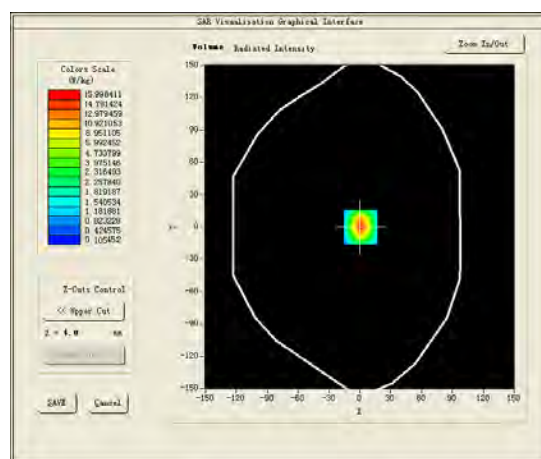 SAR Visualisation Graphical Interface
Volume Radiated Intensity
Zoom In/Out
Colors Scale
(W/kg)
15.998411
14.791424
12.979459
10.921053
8.951105
6.992452
4.733799
3.975146
2.316493
2.257840
1.819187
1.540534
1.181881
0.823228
0.424575
0.105452
Z-Cuts Control
<< Upper Cut
Z = 4.0 mm
SAVE
Cancel
150
120
90
60
30
0
-30
-60
-90
-120
-150
Y
-150 -120 -90 -60 -30 0 30 60 90 120 150
X